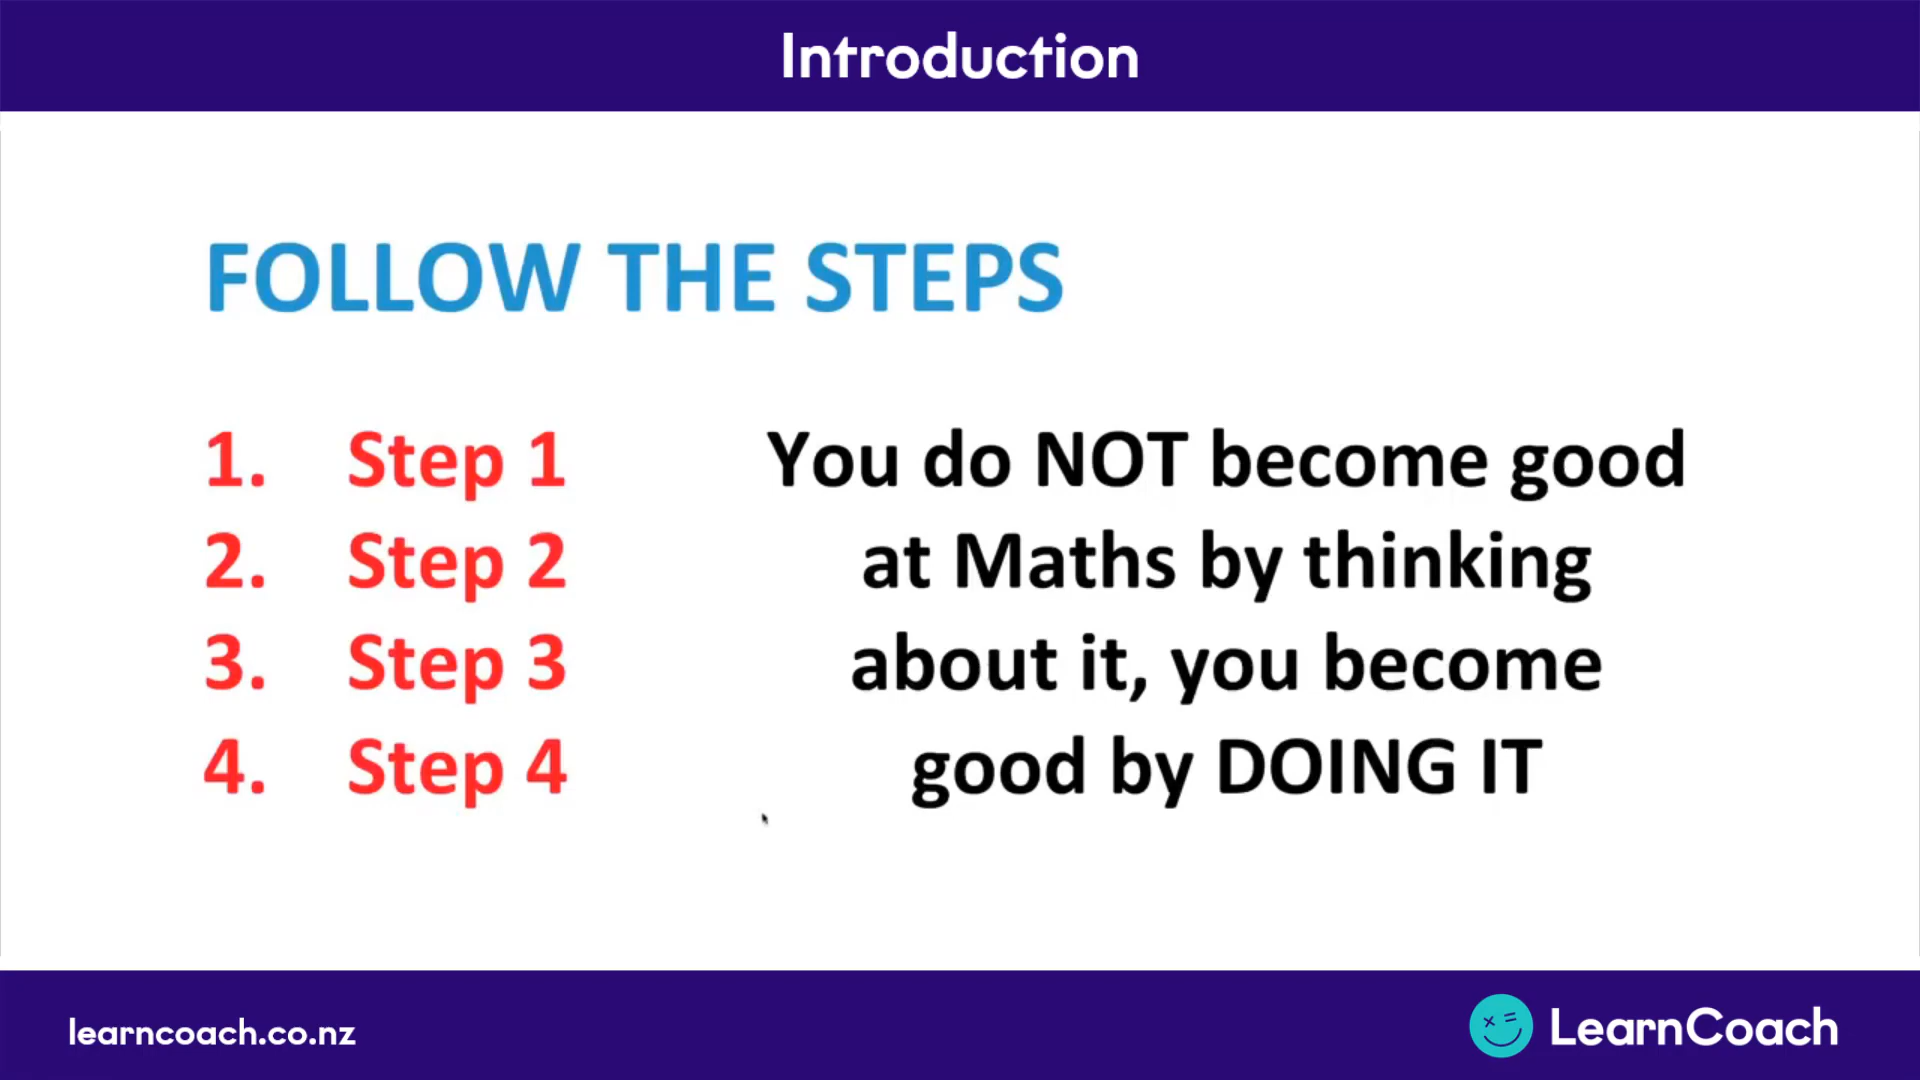 Introduction
FOLLOW THE STEPS
1. Step 1
2. Step 2
3. Step 3
4. Step 4
You do NOT become good
at Maths by thinking
about it, you become
good by DOING IT
learncoach.co.nz
LearnCoach